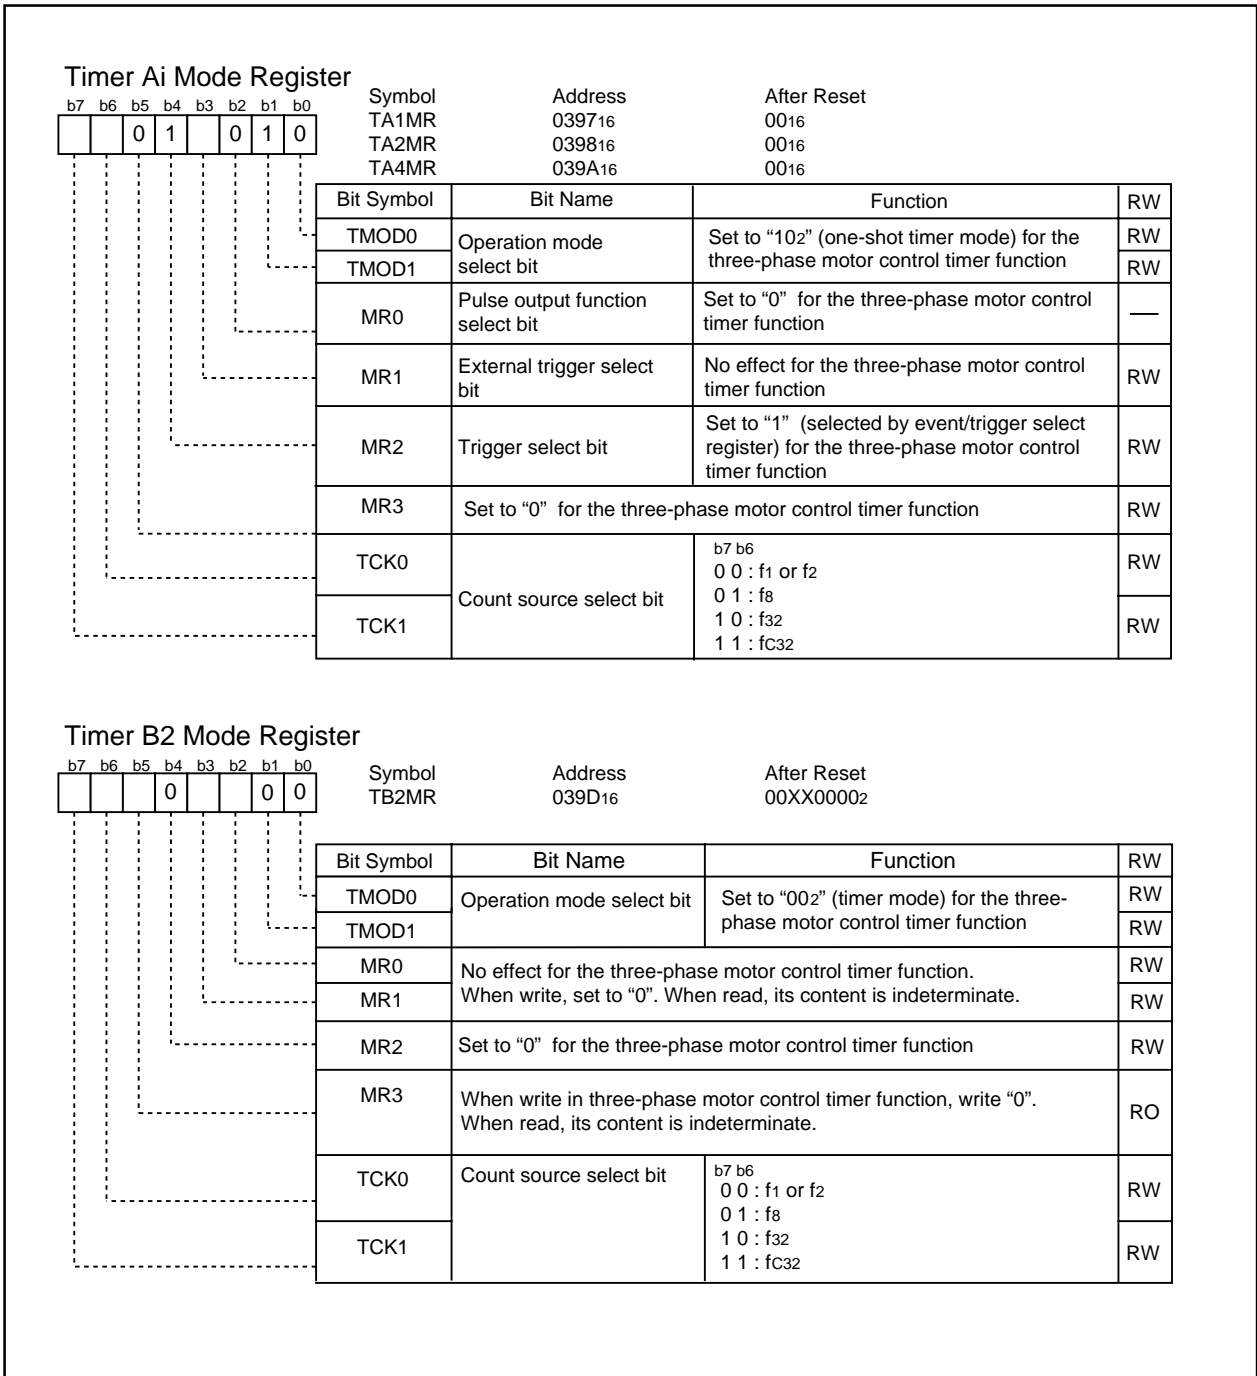 Timer Ai Mode Register
b7 b6 b5 b4 b3 b2 b1 b0
0 1 0 1 0
Symbol Address After Reset
TA1MR 039716 0016
TA2MR 039816 0016
TA4MR 039A16 0016
Bit Symbol Bit Name Function RW
TMOD0 RW
TMOD1 RW
Operation mode
select bit
Set to “102” (one-shot timer mode) for the
three-phase motor control timer function
MR0
Pulse output function
select bit
Set to “0” for the three-phase motor control
timer function
—
MR1
External trigger select
bit
No effect for the three-phase motor control
timer function
RW
MR2
Trigger select bit
Set to “1” (selected by event/trigger select
register) for the three-phase motor control
timer function
RW
MR3 Set to “0” for the three-phase motor control timer function RW
TCK0 RW
TCK1 RW
Count source select bit
b7 b6
0 0 : f1 or f2
0 1 : f8
1 0 : f32
1 1 : fC32
Timer B2 Mode Register
b7 b6 b5 b4 b3 b2 b1 b0
0 0 0
Symbol Address After Reset
TB2MR 039D16 00XX00002
Bit Symbol Bit Name Function RW
TMOD0 RW
TMOD1 RW
Operation mode select bit
Set to “002” (timer mode) for the three-
phase motor control timer function
MR0 RW
MR1 RW
No effect for the three-phase motor control timer function.
When write, set to “0”. When read, its content is indeterminate.
MR2 Set to “0” for the three-phase motor control timer function RW
MR3
When write in three-phase motor control timer function, write “0”.
When read, its content is indeterminate.
RO
TCK0 RW
TCK1 RW
Count source select bit
b7 b6
0 0 : f1 or f2
0 1 : f8
1 0 : f32
1 1 : fC32